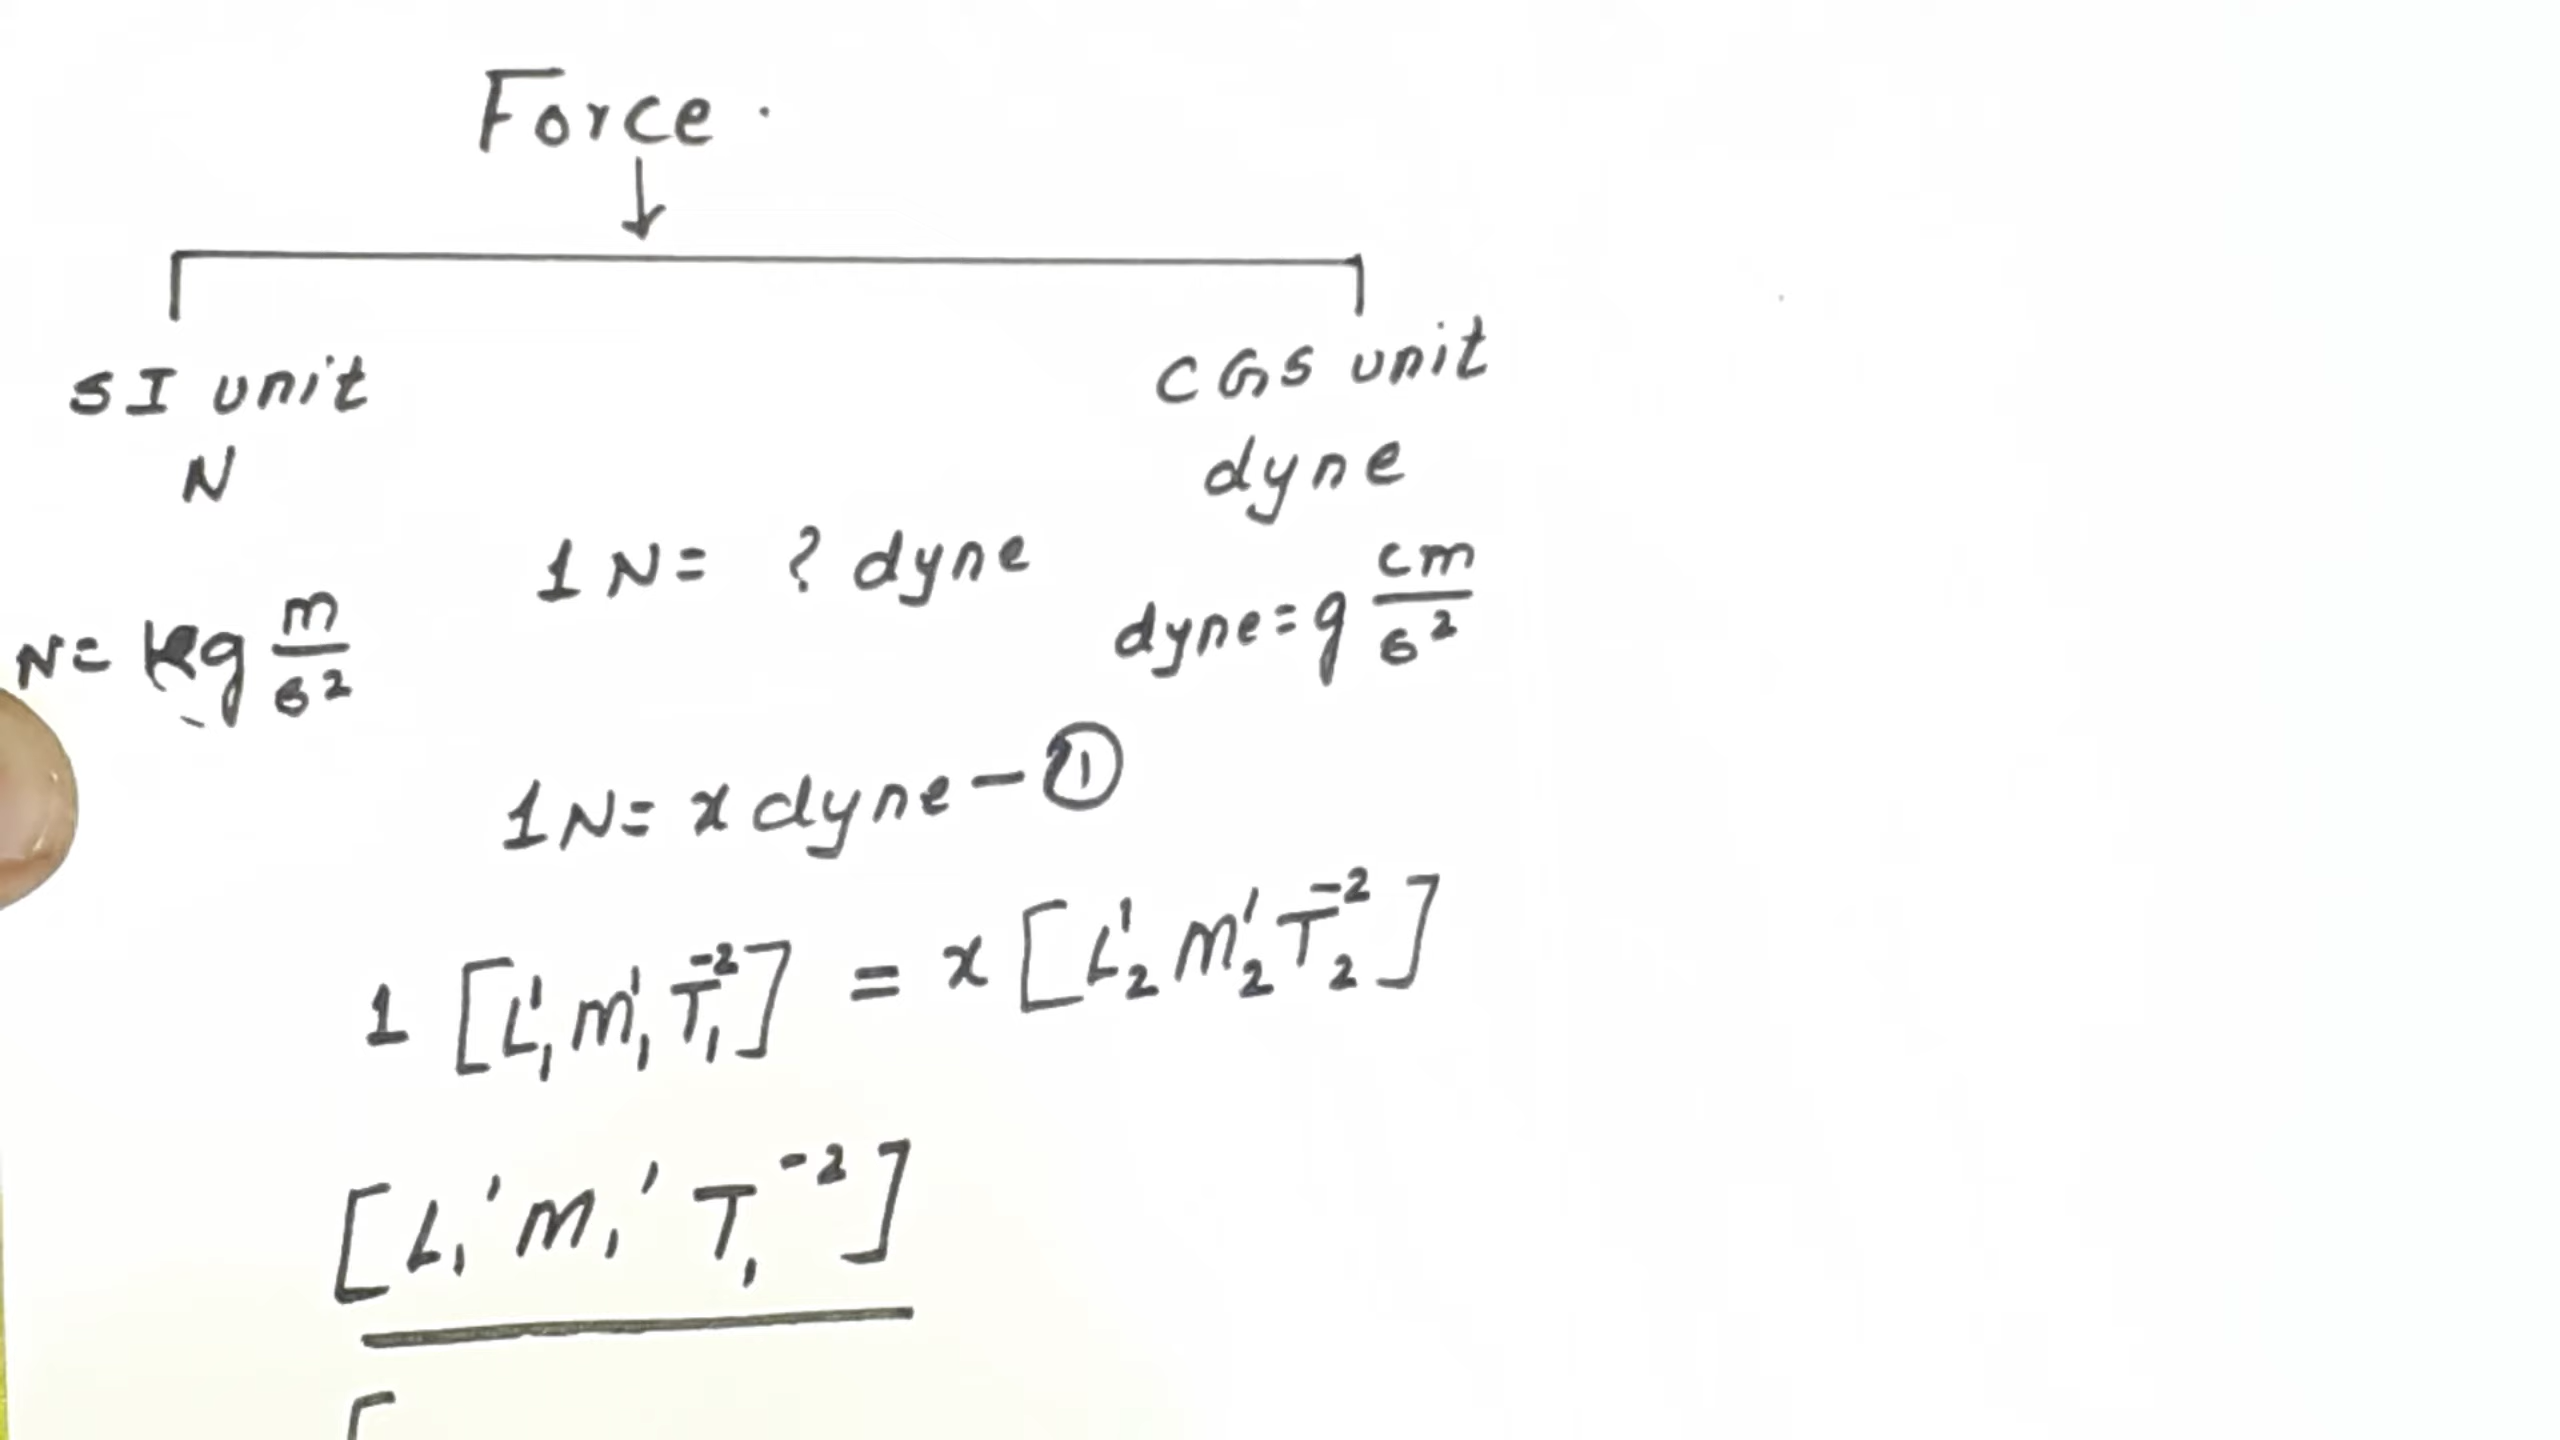 Force.
SI unit
CGS unit
N
dyne
1 N = ? dyne
N = kg m/s²
dyne = g cm/s²
1 N = x dyne - ①
1 [L₁¹ M₁¹ T₁⁻²] = x [L₂¹ M₂¹ T₂⁻²]
[L₁¹ M₁¹ T₁⁻²]
[